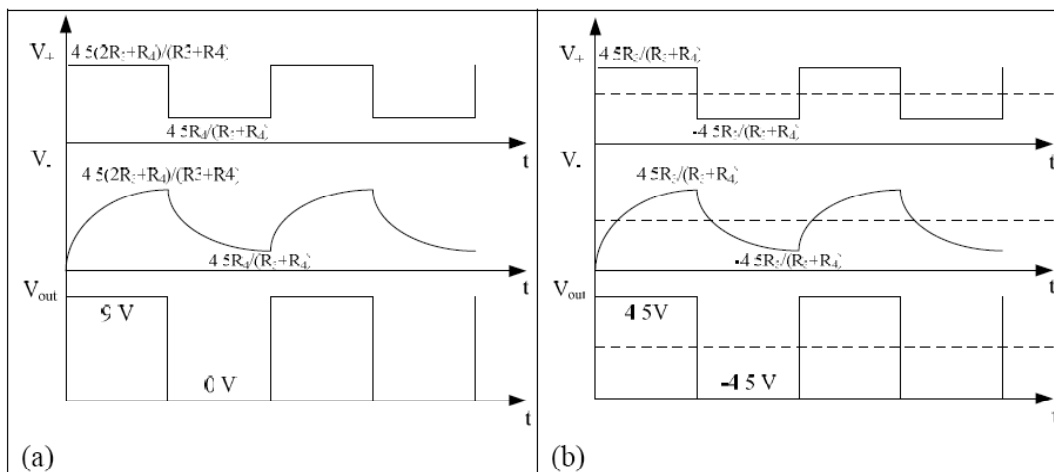 V+
4 5(2R3+R4)/(R3+R4)
4 5R4/(R3+R4)
t
V-
4 5(2R3+R4)/(R3+R4)
4 5R4/(R3+R4)
t
Vout
9 V
0 V
t
(a)
V+
4 5R3/(R3+R4)
-4 5R3/(R3+R4)
t
V-
4 5R3/(R3+R4)
-4 5R3/(R3+R4)
t
Vout
4 5V
-4 5 V
t
(b)